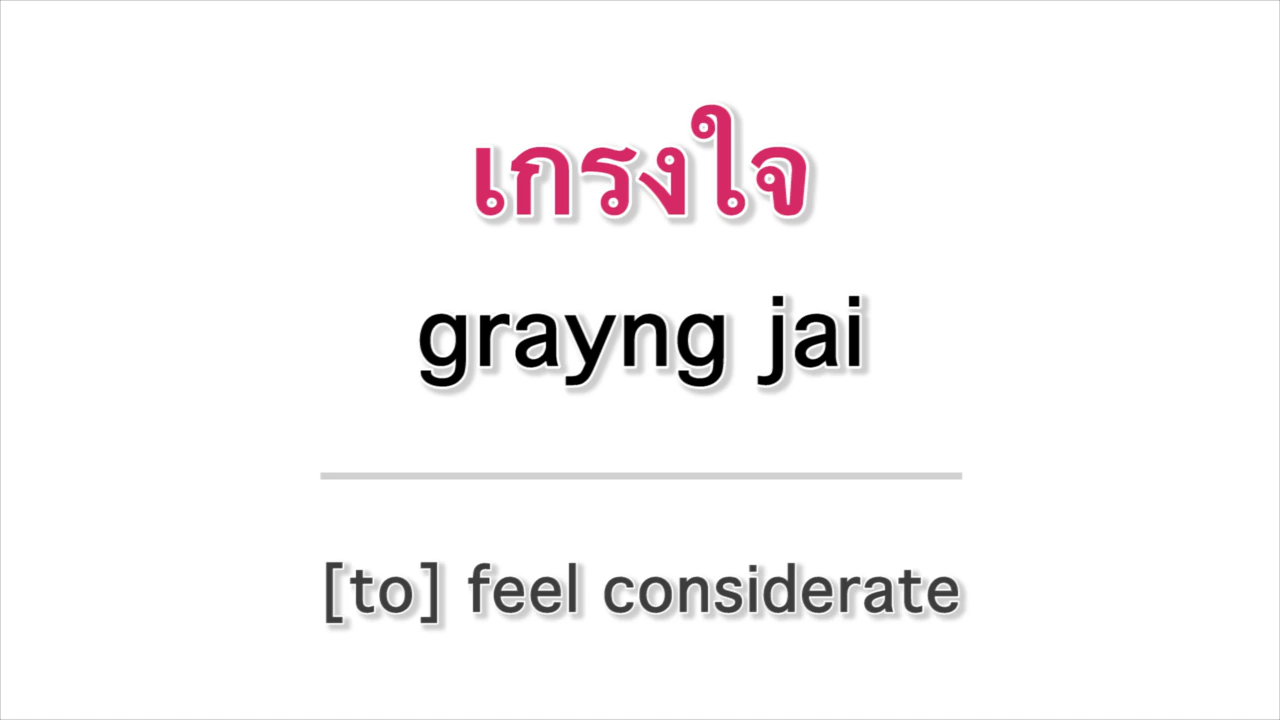 เกรงใจ
grayng jai
[to] feel considerate